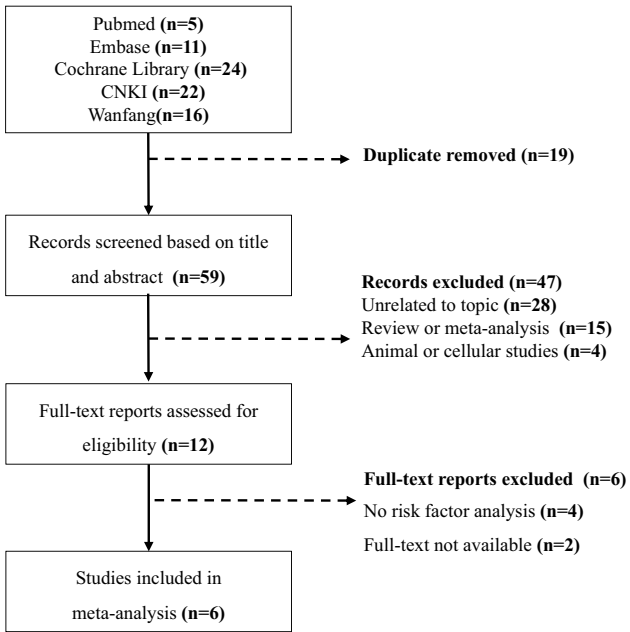 Pubmed (n=5)
Embase (n=11)
Cochrane Library (n=24)
CNKI (n=22)
Wanfang(n=16)
Duplicate removed (n=19)
Records screened based on title
and abstract (n=59)
Records excluded (n=47)
Unrelated to topic (n=28)
Review or meta-analysis (n=15)
Animal or cellular studies (n=4)
Full-text reports assessed for
eligibility (n=12)
Full-text reports excluded (n=6)
No risk factor analysis (n=4)
Full-text not available (n=2)
Studies included in
meta-analysis (n=6)